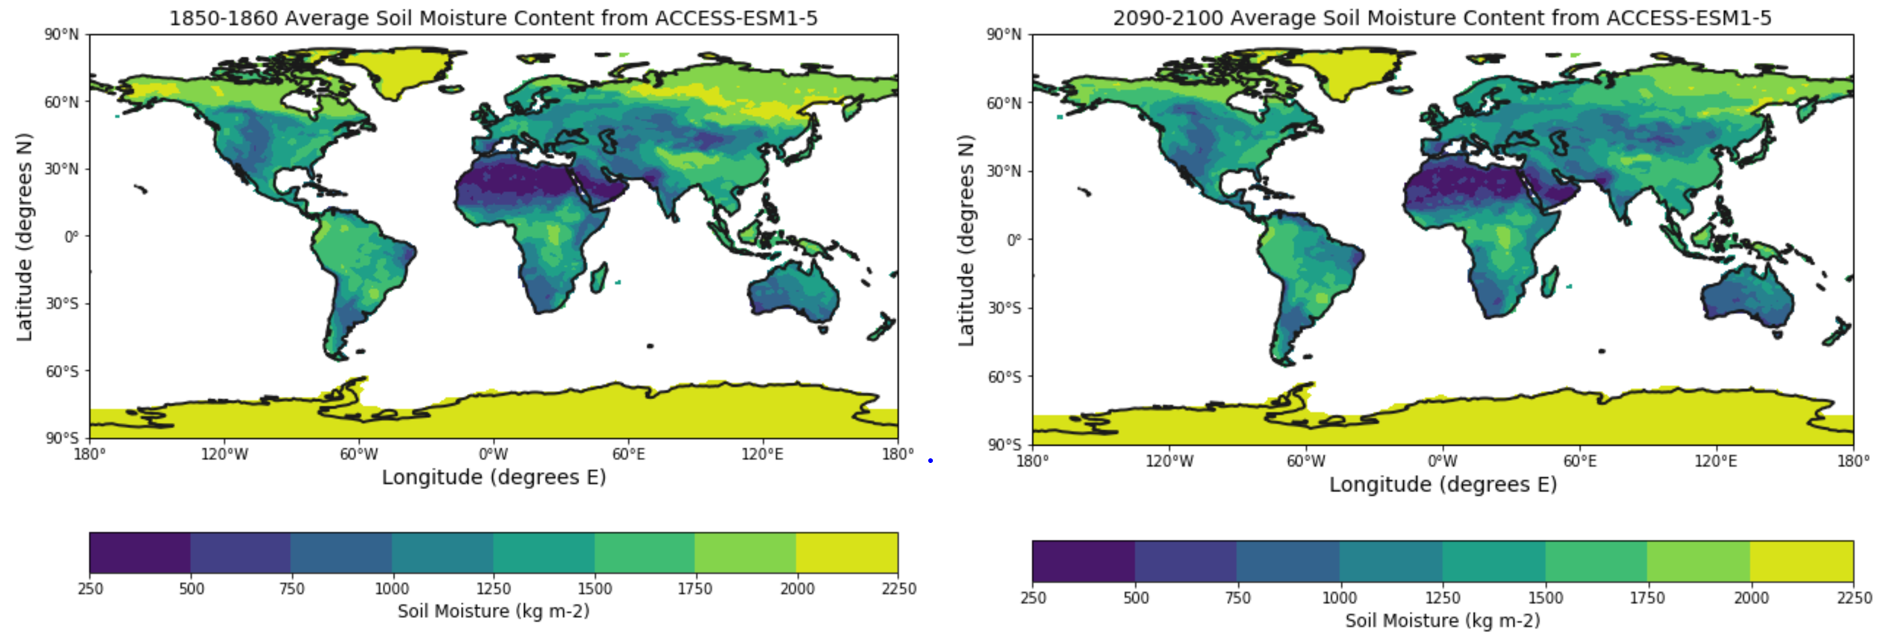 1850-1860 Average Soil Moisture Content from ACCESS-ESM1-5
90°N
60°N
30°N
0°
30°S
60°S
90°S
Latitude (degrees N)
180° 120°W 60°W 0°W 60°E 120°E 180°
Longitude (degrees E)
250 500 750 1000 1250 1500 1750 2000 2250
Soil Moisture (kg m-2)
2090-2100 Average Soil Moisture Content from ACCESS-ESM1-5
90°N
60°N
30°N
0°
30°S
60°S
90°S
Latitude (degrees N)
180° 120°W 60°W 0°W 60°E 120°E 180°
Longitude (degrees E)
250 500 750 1000 1250 1500 1750 2000 2250
Soil Moisture (kg m-2)